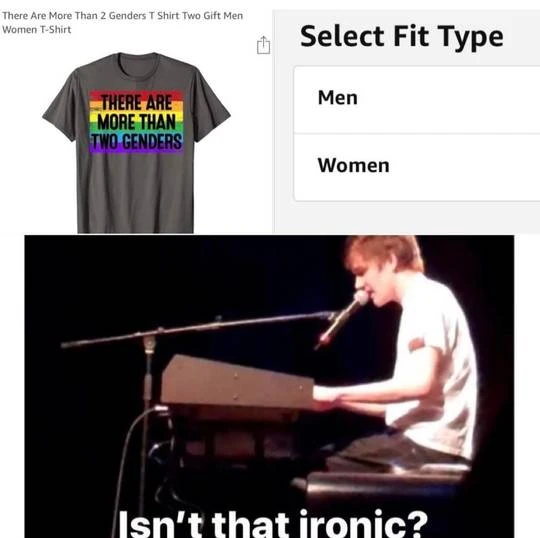 There Are More Than 2 Genders T Shirt Two Gift Men
Women T-Shirt
THERE ARE
MORE THAN
TWO GENDERS
Select Fit Type
Men
Women
Isn't that ironic?